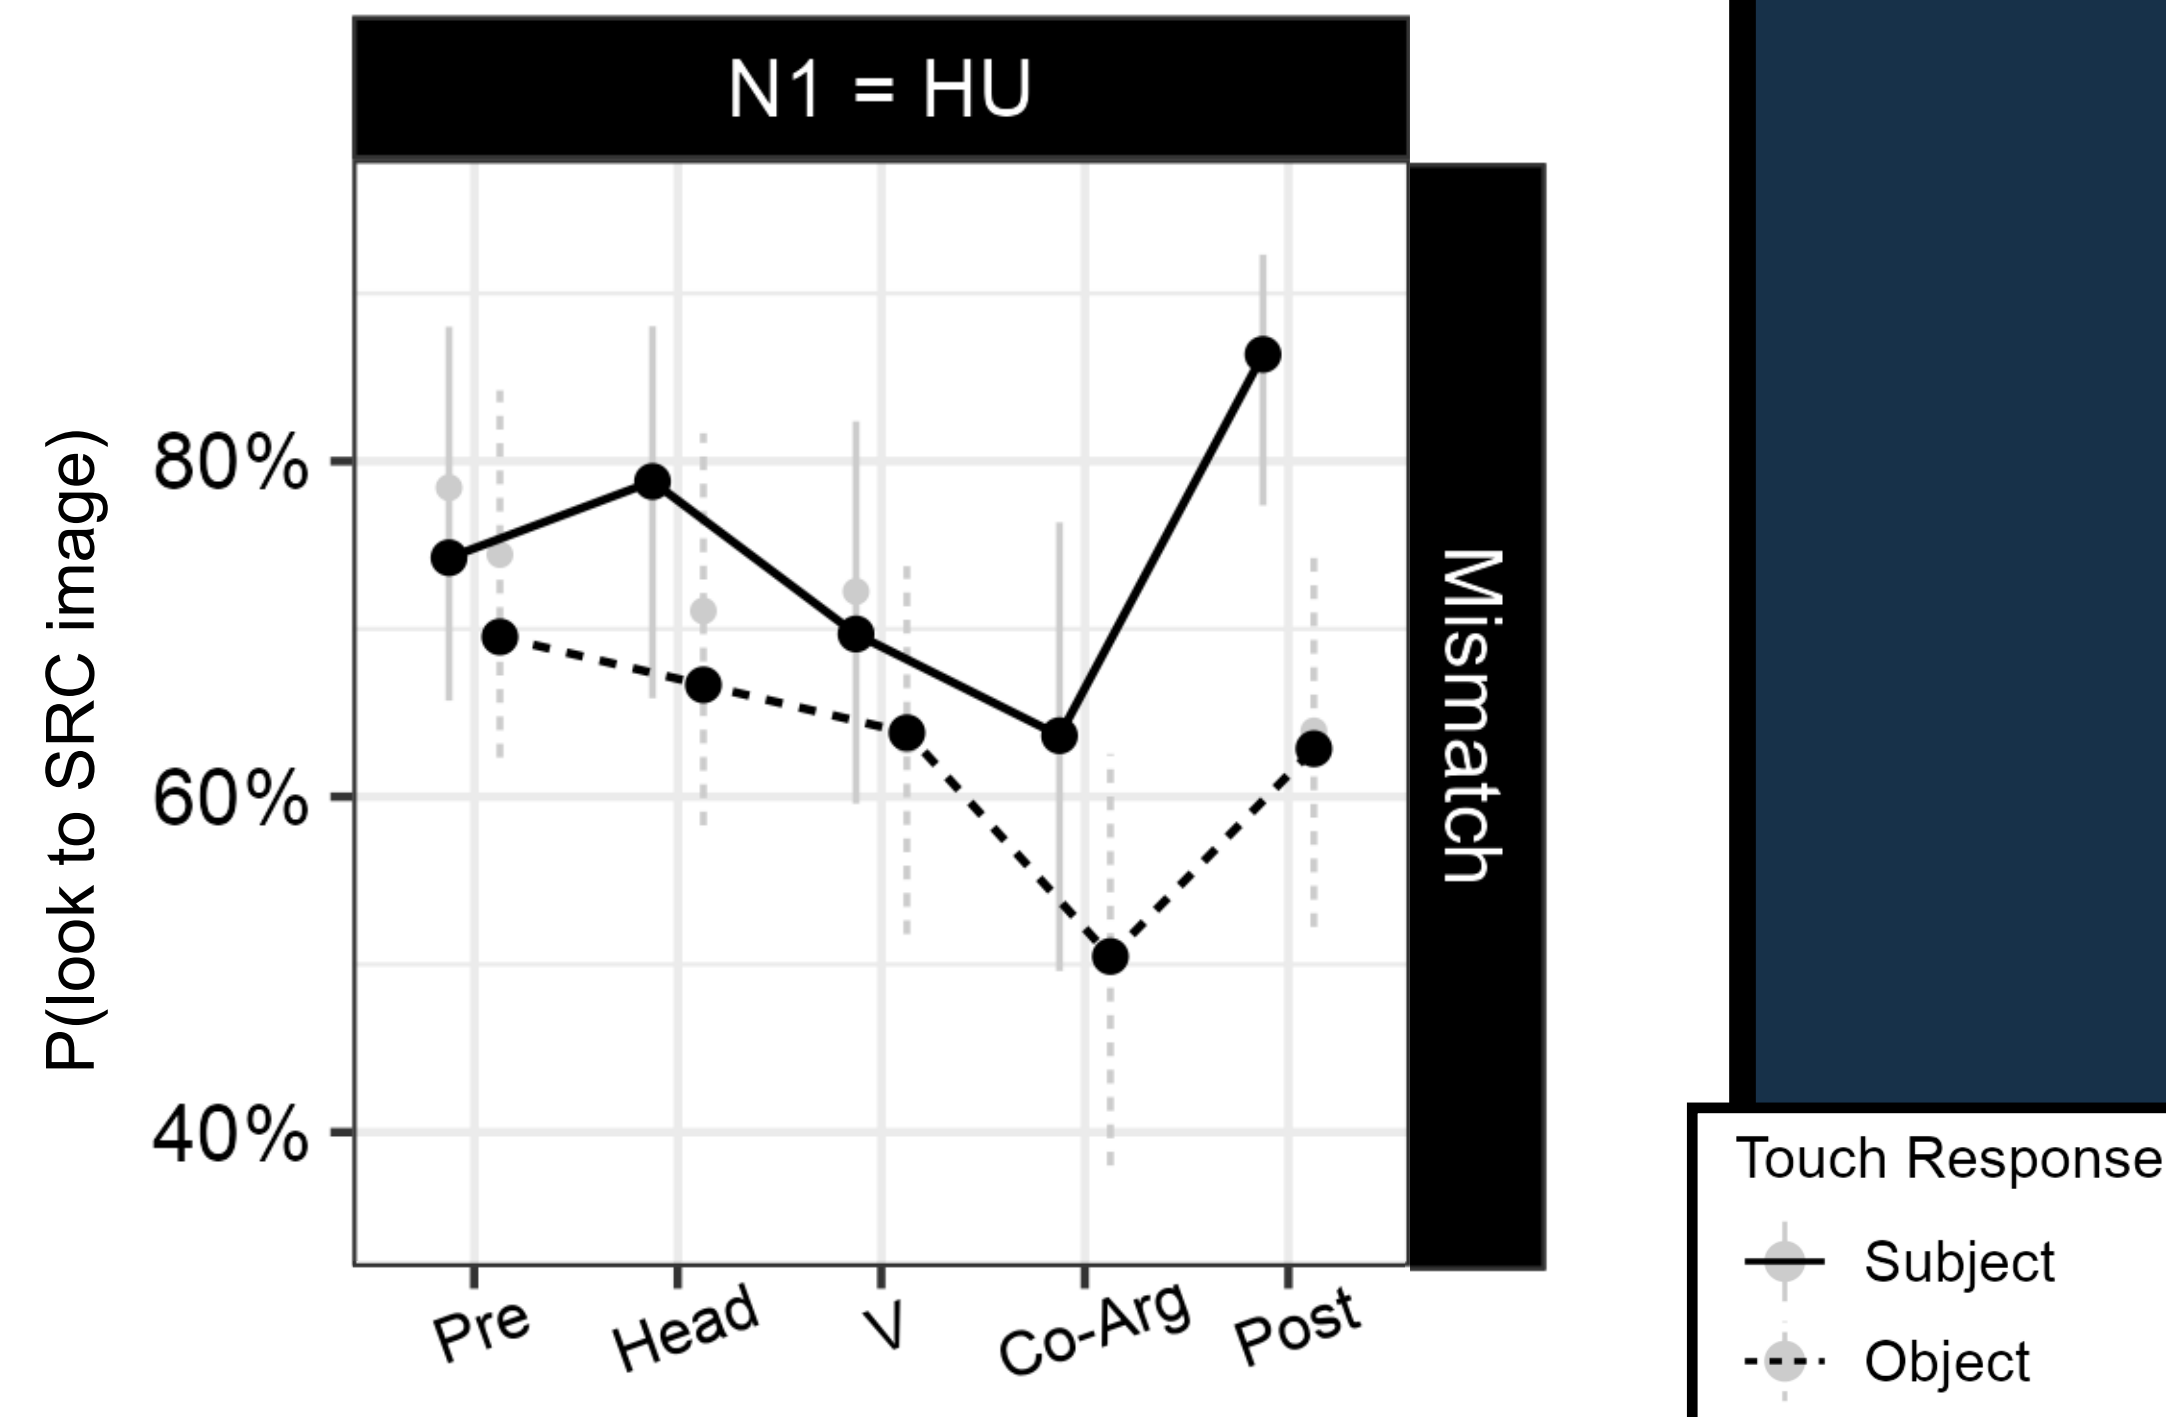 N1 = HU
Mismatch
P(look to SRC image)
80%
60%
40%
Pre
Head
V
Co-Arg
Post
Touch Response
Subject
Object